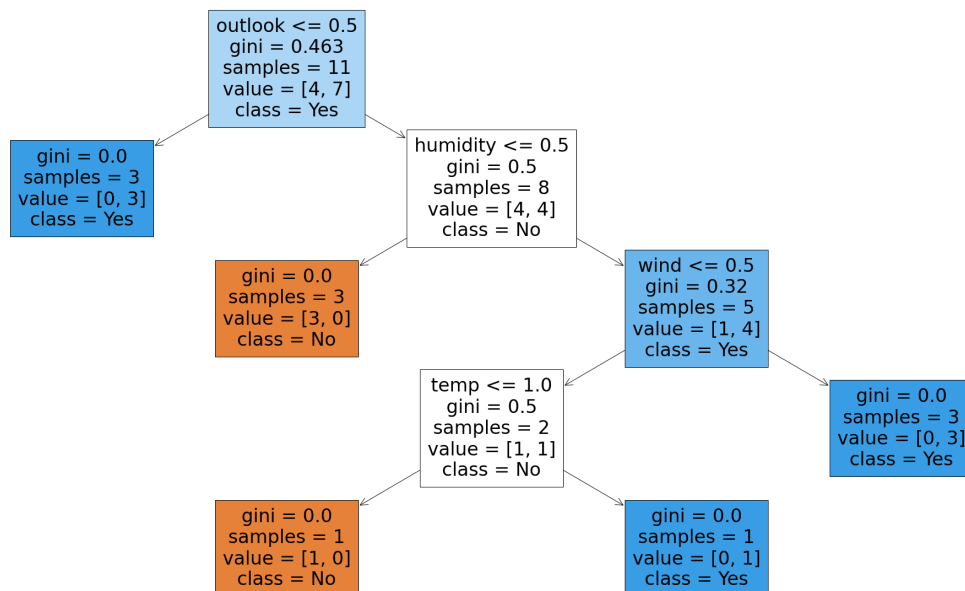 outlook <= 0.5
gini = 0.463
samples = 11
value = [4, 7]
class = Yes
gini = 0.0
samples = 3
value = [0, 3]
class = Yes
humidity <= 0.5
gini = 0.5
samples = 8
value = [4, 4]
class = No
gini = 0.0
samples = 3
value = [3, 0]
class = No
wind <= 0.5
gini = 0.32
samples = 5
value = [1, 4]
class = Yes
temp <= 1.0
gini = 0.5
samples = 2
value = [1, 1]
class = No
gini = 0.0
samples = 3
value = [0, 3]
class = Yes
gini = 0.0
samples = 1
value = [1, 0]
class = No
gini = 0.0
samples = 1
value = [0, 1]
class = Yes